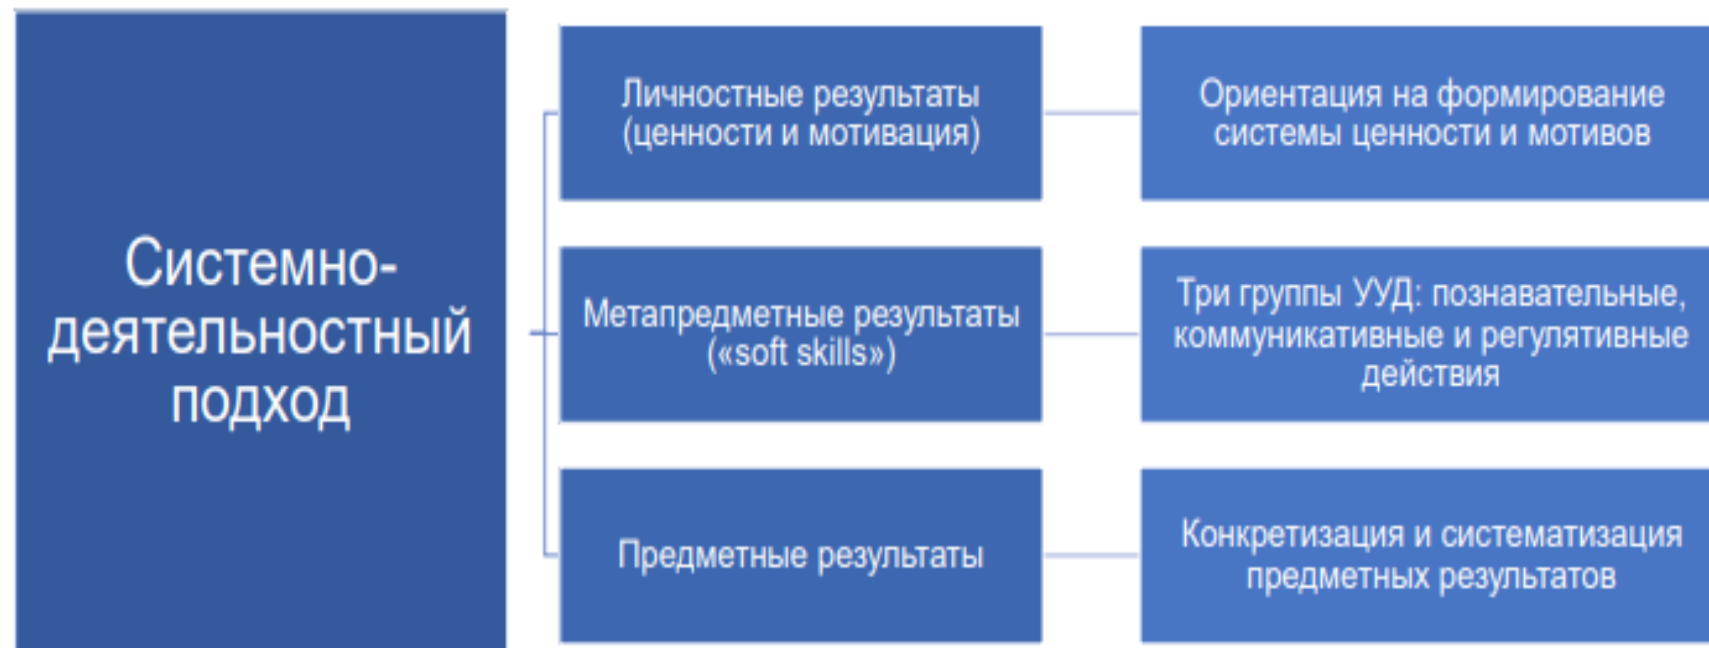 Системно-
деятельностный
подход
Личностные результаты
(ценности и мотивация)
Ориентация на формирование
системы ценности и мотивов
Метапредметные результаты
(«soft skills»)
Три группы УУД: познавательные,
коммуникативные и регулятивные
действия
Предметные результаты
Конкретизация и систематизация
предметных результатов